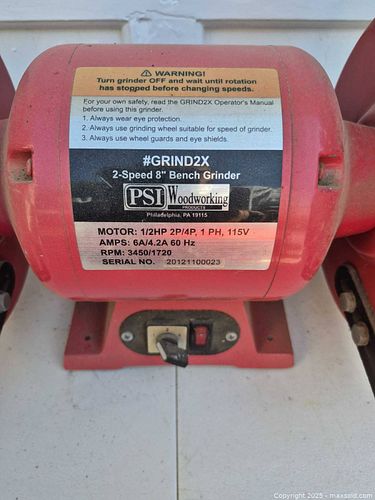 ⚠ WARNING!
Turn grinder OFF and wait until rotation
has stopped before changing speeds.
For your own safety, read the GRIND2X Operator's Manual
before using this grinder.
1. Always wear eye protection.
2. Always use grinding wheel suitable for speed of grinder.
3. Always use wheel guards and eye shields.
#GRIND2X
2-Speed 8" Bench Grinder
PSI Woodworking
PRODUCTS
Philadelphia, PA 19115
MOTOR: 1/2HP 2P/4P, 1 PH, 115V
AMPS: 6A/4.2A 60 Hz
RPM: 3450/1720
SERIAL NO. 20121100023
Copyright 2025 - maxsold.com